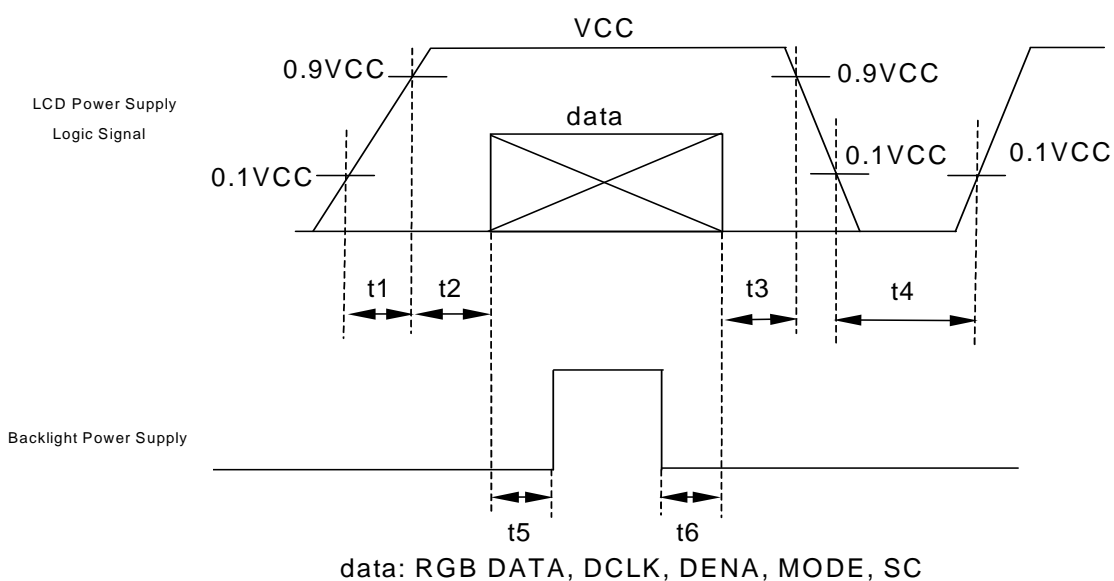 VCC
0.9VCC
0.9VCC
LCD Power Supply
Logic Signal
data
0.1VCC
0.1VCC
0.1VCC
t1
t2
t3
t4
Backlight Power Supply
t5
t6
data: RGB DATA, DCLK, DENA, MODE, SC